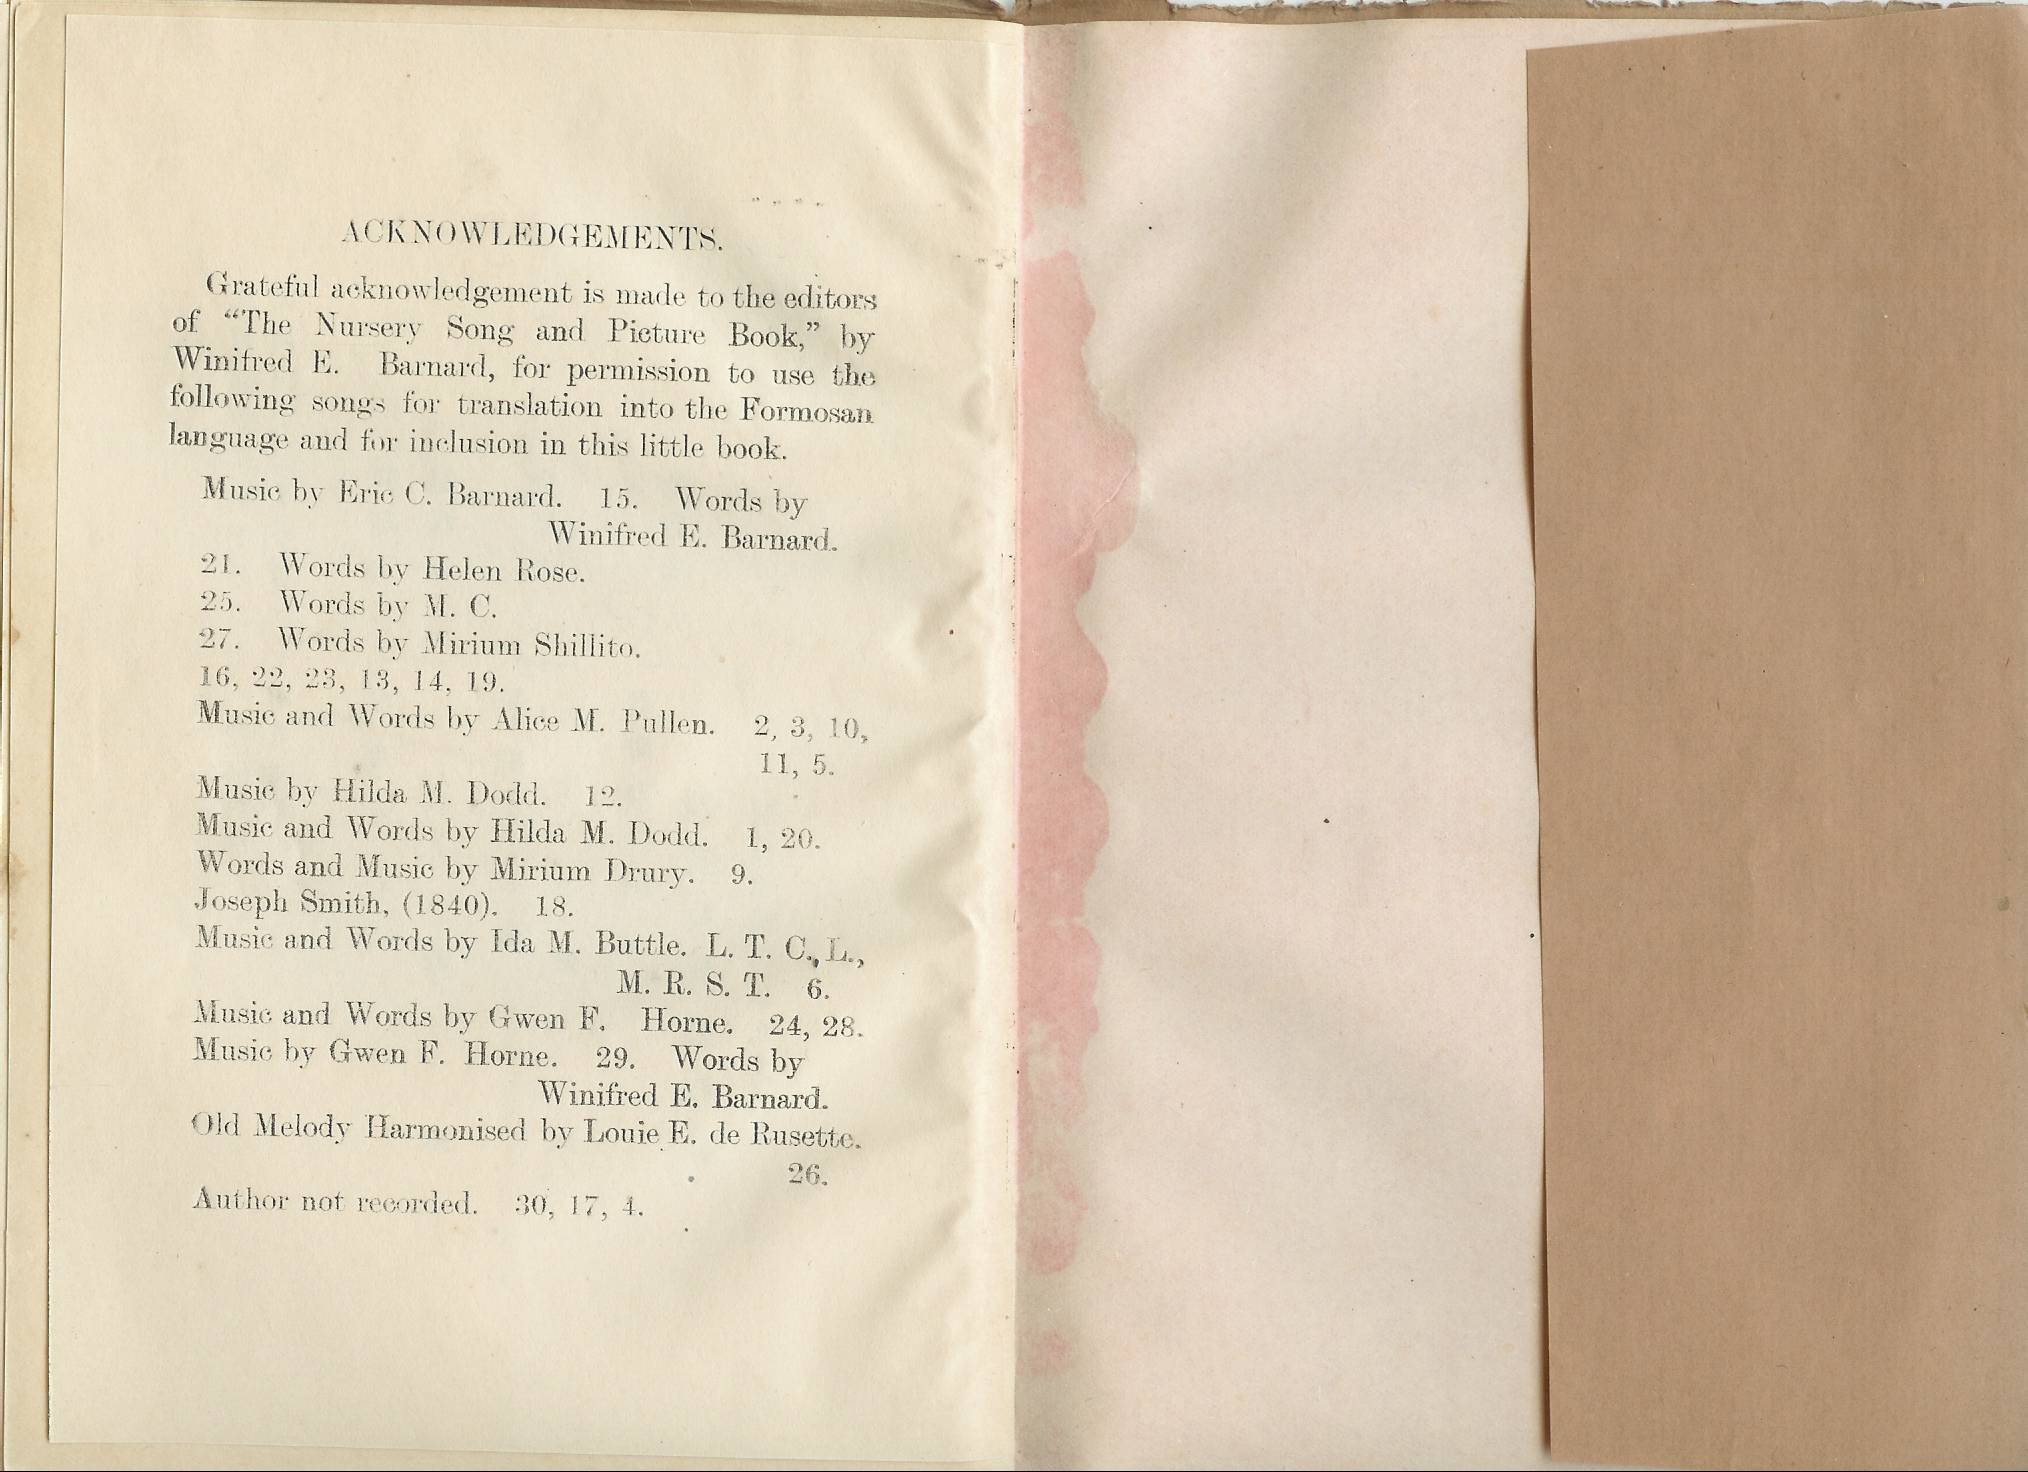 ACKNOWLEDGEMENTS.
Grateful acknowledgement is made to the editors
of “The Nursery Song and Picture Book,” by
Winifred E. Barnard, for permission to use the
following songs for translation into the Formosan
language and for inclusion in this little book.
Music by Eric C. Barnard. 15. Words by
Winifred E. Barnard.
21. Words by Helen Rose.
25. Words by M. C.
27. Words by Mirium Shillito.
16, 22, 23, 13, 14, 19.
Music and Words by Alice M. Pullen. 2, 3, 10,
11, 5.
Music by Hilda M. Dodd. 12.
Music and Words by Hilda M. Dodd. 1, 20.
Words and Music by Mirium Drury. 9.
Joseph Smith, (1840). 18.
Music and Words by Ida M. Buttle. L. T. C., L.,
M. R. S. T. 6.
Music and Words by Gwen F. Horne. 24, 28.
Music by Gwen F. Horne. 29. Words by
Winifred E. Barnard.
Old Melody Harmonised by Louie E. de Rusette.
26.
Author not recorded. 30, 17, 4.